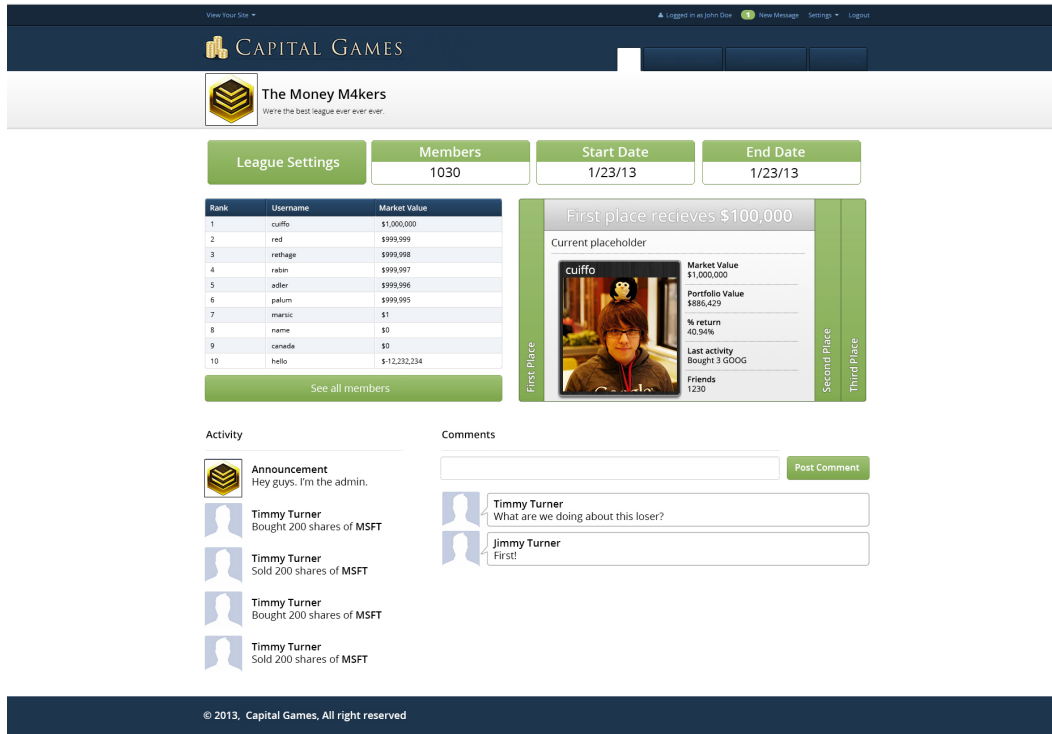 View Your Site
Logged in as John Doe 1 New Message Settings Logout
CAPITAL GAMES
The Money M4kers
We're the best league ever ever ever.
League Settings
Members
1030
Start Date
1/23/13
End Date
1/23/13
Rank Username Market Value
1 cuiffo $1,000,000
2 red $999,999
3 rethage $999,998
4 rabin $999,997
5 adler $999,996
6 palum $999,995
7 marsic $1
8 name $0
9 canada $0
10 hello $-12,232,234
See all members
First Place
First place recieves $100,000
Current placeholder
cuiffo
Google
Market Value
$1,000,000
Portfolio Value
$886,429
% return
40.94%
Last activity
Bought 3 GOOG
Friends
1230
Second Place
Third Place
Activity
Announcement
Hey guys. I'm the admin.
Timmy Turner
Bought 200 shares of MSFT
Timmy Turner
Sold 200 shares of MSFT
Timmy Turner
Bought 200 shares of MSFT
Timmy Turner
Sold 200 shares of MSFT
Comments
Post Comment
Timmy Turner
What are we doing about this loser?
Jimmy Turner
First!
© 2013, Capital Games, All right reserved